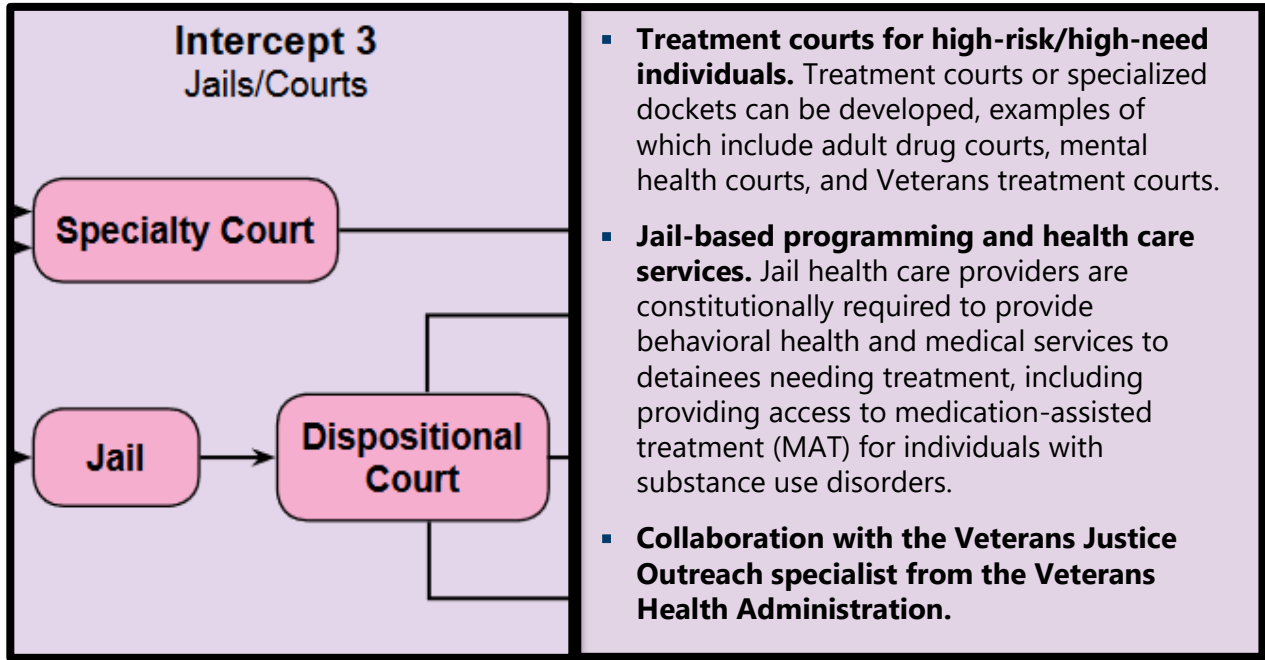 Intercept 3
Jails/Courts
Specialty Court
Jail
Dispositional
Court
▪ Treatment courts for high-risk/high-need
individuals. Treatment courts or specialized
dockets can be developed, examples of
which include adult drug courts, mental
health courts, and Veterans treatment courts.
▪ Jail-based programming and health care
services. Jail health care providers are
constitutionally required to provide
behavioral health and medical services to
detainees needing treatment, including
providing access to medication-assisted
treatment (MAT) for individuals with
substance use disorders.
▪ Collaboration with the Veterans Justice
Outreach specialist from the Veterans
Health Administration.